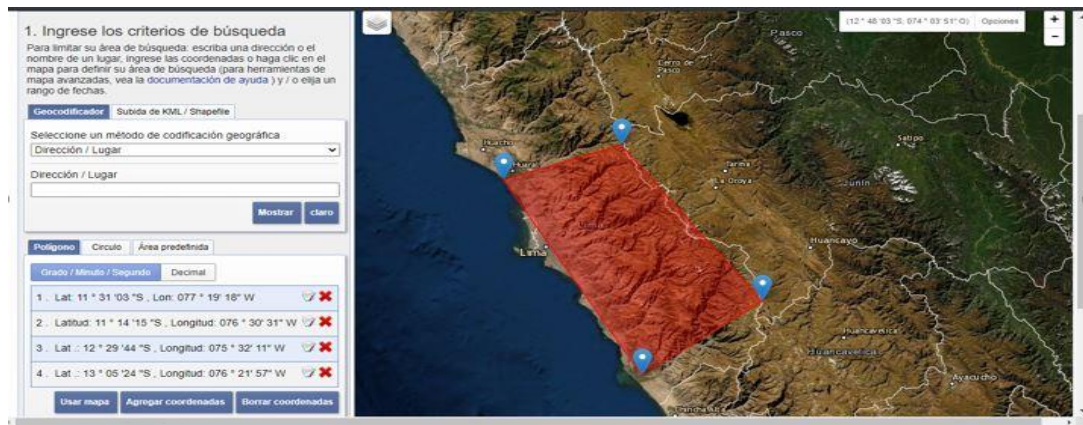 1. Ingrese los criterios de búsqueda
Para limitar su área de búsqueda: escriba una dirección o el
nombre de un lugar, ingrese las coordenadas o haga clic en el
mapa para definir su área de búsqueda (para herramientas de
mapa avanzadas, vea la documentación de ayuda ) y / o elija un
rango de fechas.
Geocodificador Subida de KML / Shapefile
Seleccione un método de codificación geográfica
Dirección / Lugar
Dirección / Lugar
Mostrar claro
Polígono Circulo Área predefinida
Grado / Minuto / Segundo Decimal
1 . Lat: 11 ° 31 '03 "S , Lon: 077 ° 19' 18" W
2 . Latitud: 11 ° 14 '15 "S , Longitud: 076 ° 30' 31" W
3 . Lat .: 12 ° 29 '44 "S , Longitud: 075 ° 32' 11" W
4 . Lat .: 13 ° 05 '24 "S , Longitud: 076 ° 21' 57" W
Usar mapa Agregar coordenadas Borrar coordenadas
(12 ° 48 '03 "S, 074 ° 03' 51" O) Opciones
+
-
Pasco
Cerro de
Pasco
Huacho
Huaral
Satipo
Tarma
La Oroya
Junín
Lima
Huancayo
Huancavelica
Huancavelica
Ayacucho
Chincha Alta